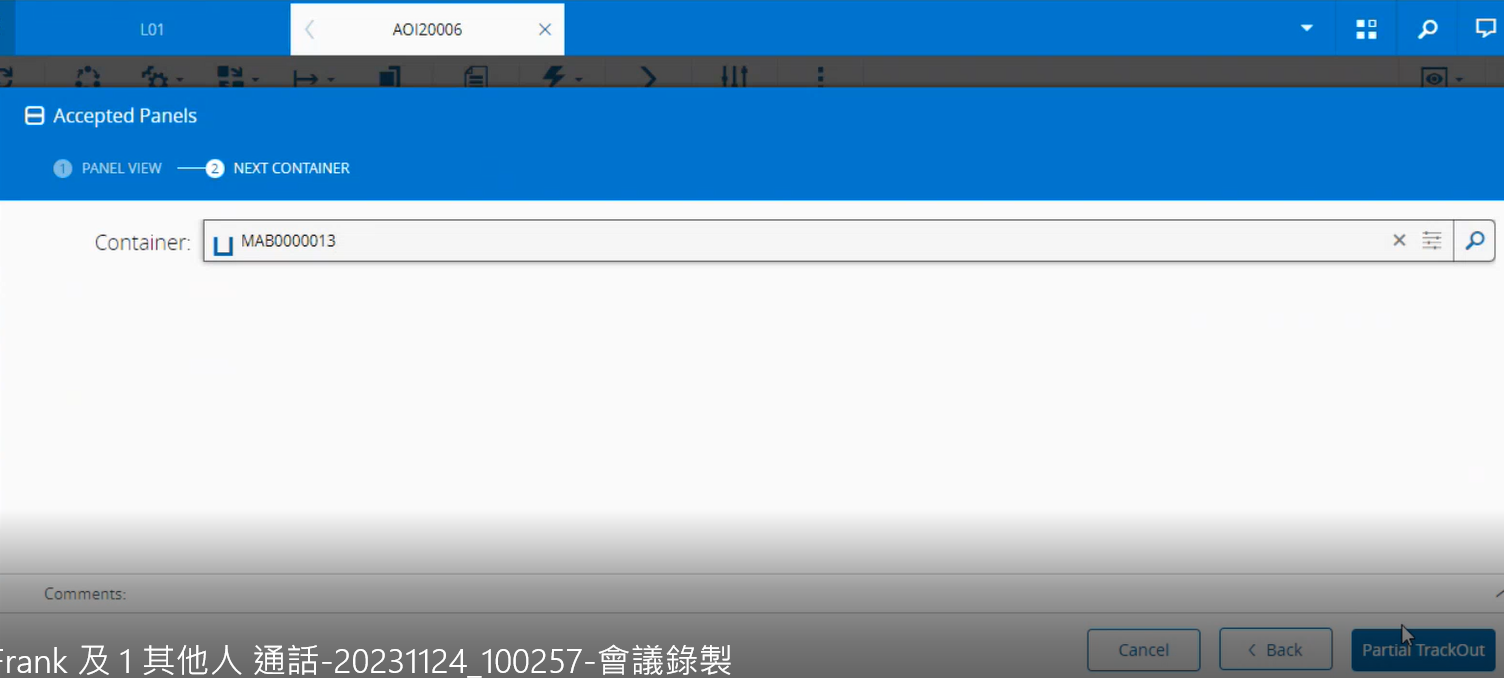 L01
AOI20006
Accepted Panels
1 PANEL VIEW 2 NEXT CONTAINER
Container: MAB0000013
Comments:
Cancel Back Partial TrackOut
Frank 及 1 其他人 通話-20231124_100257-會議錄製